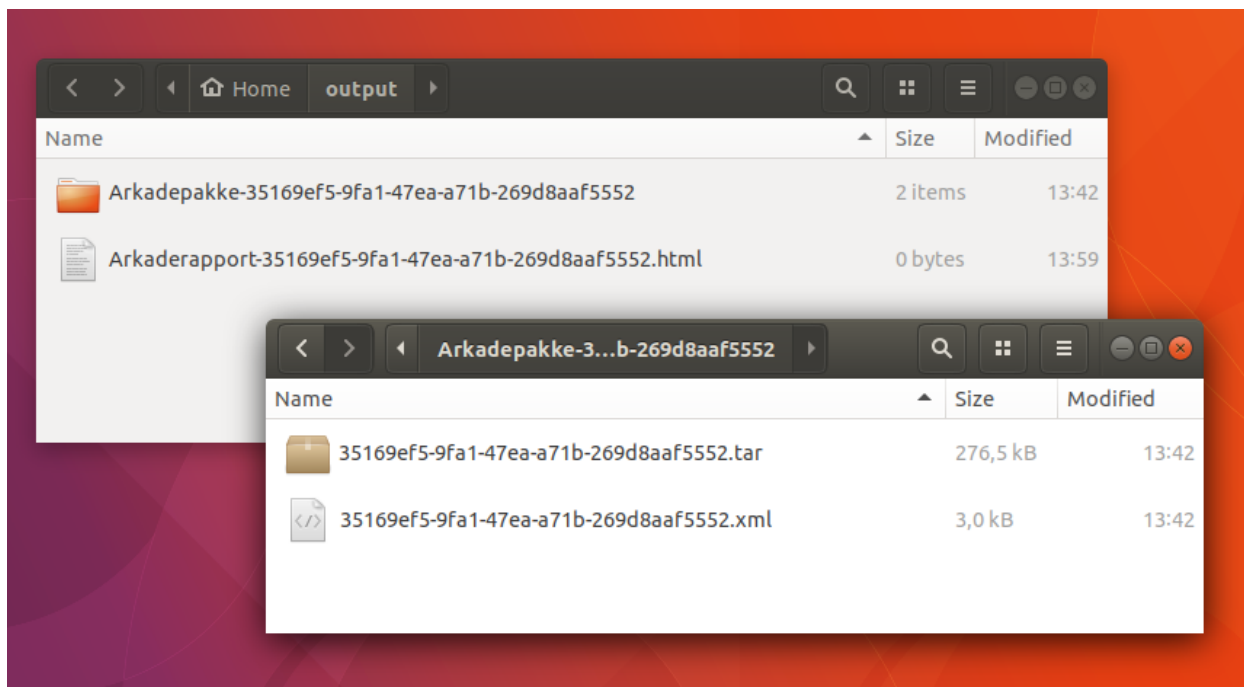 Home output
Name Size Modified
Arkadepakke-35169ef5-9fa1-47ea-a71b-269d8aaf5552 2 items 13:42
Arkaderapport-35169ef5-9fa1-47ea-a71b-269d8aaf5552.html 0 bytes 13:59
Arkadepakke-3...b-269d8aaf5552
Name Size Modified
35169ef5-9fa1-47ea-a71b-269d8aaf5552.tar 276,5 kB 13:42
35169ef5-9fa1-47ea-a71b-269d8aaf5552.xml 3,0 kB 13:42